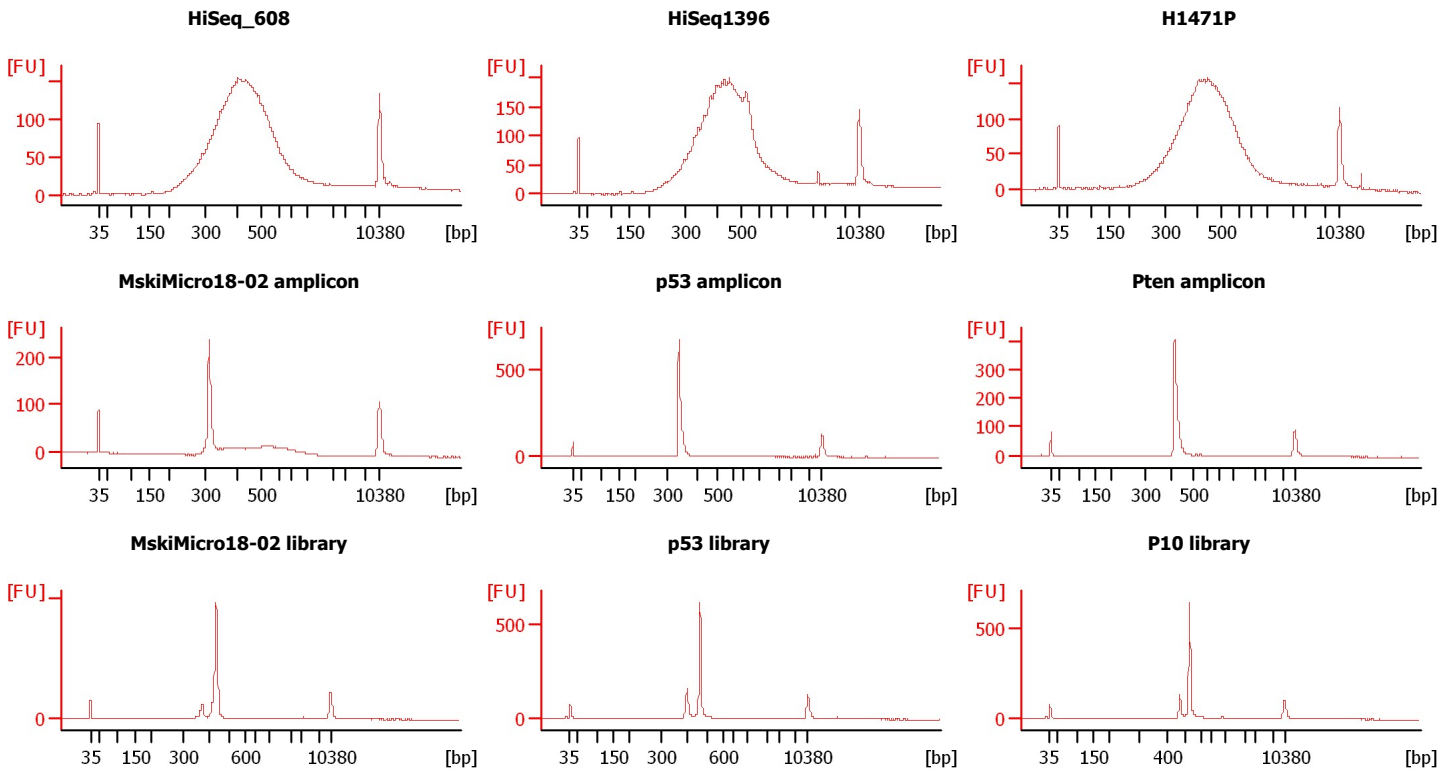 HiSeq_608 HiSeq1396 H1471P
[FU] [FU] [FU]
100 50 0 150 100 50 0 100 50 0
35 150 300 500 10380 [bp] 35 150 300 500 10380 [bp] 35 150 300 500 10380 [bp]
MskiMicro18-02 amplicon p53 amplicon Pten amplicon
[FU] [FU] [FU]
200 100 0 500 0 300 200 100 0
35 150 300 500 10380 [bp] 35 150 300 500 10380 [bp] 35 150 300 500 10380 [bp]
MskiMicro18-02 library p53 library P10 library
[FU] [FU] [FU]
0 500 0 500 0
35 150 300 600 10380 [bp] 35 150 300 600 10380 [bp] 35 150 400 10380 [bp]